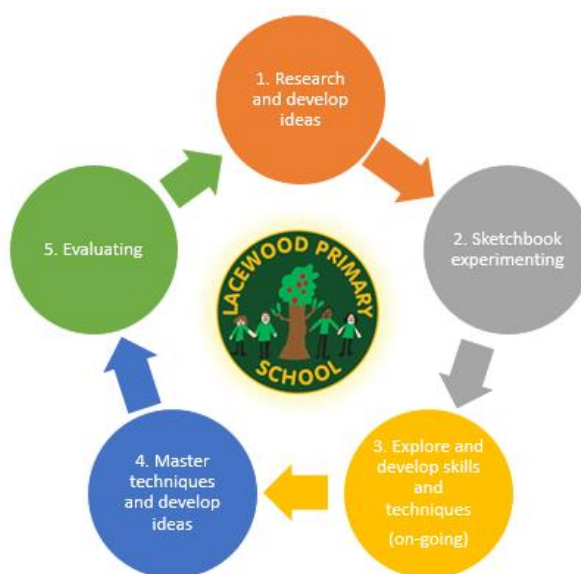 1. Research
and develop
ideas
2. Sketchbook
experimenting
3. Explore and
develop skills
and
techniques
(on-going)
4. Master
techniques
and develop
ideas
5. Evaluating
LACEWOOD PRIMARY
SCHOOL